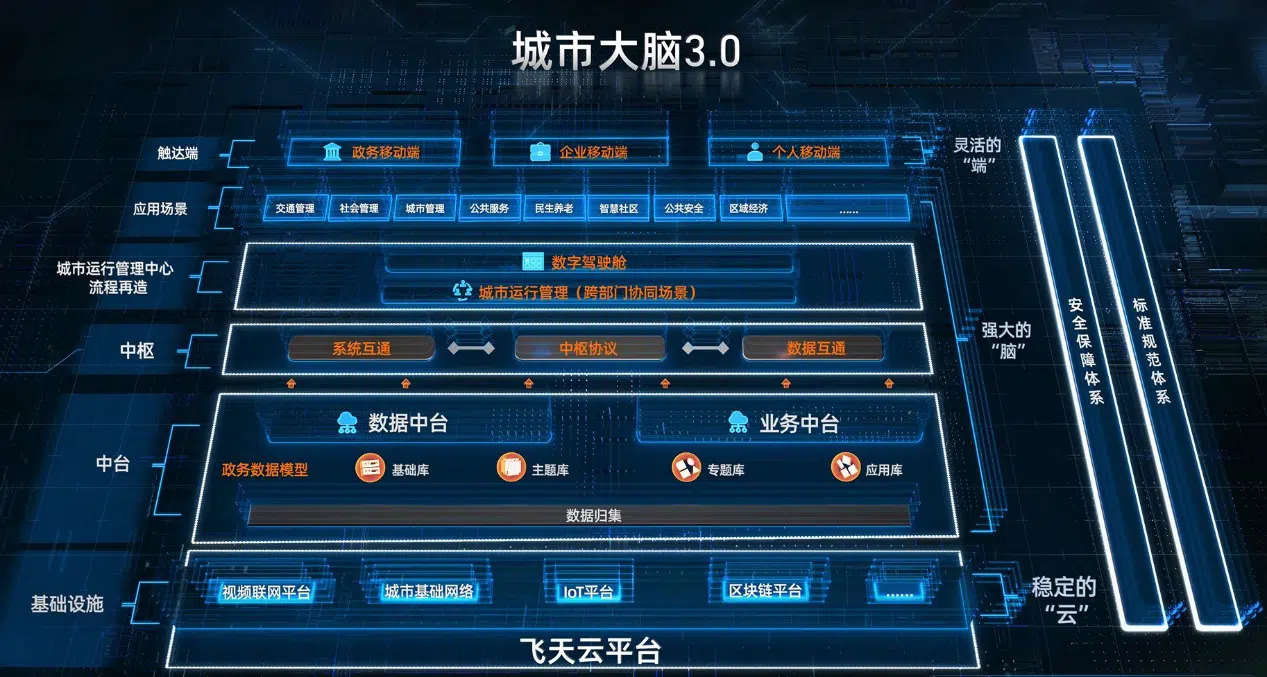 城市大脑3.0
触达端
政务移动端
企业移动端
个人移动端
灵活的
“端”
应用场景
交通管理
社会管理
城市管理
公共服务
民生养老
智慧社区
公共安全
区域经济
......
城市运行管理中心
流程再造
数字驾驶舱
城市运行管理（跨部门协同场景）
中枢
系统互通
中枢协议
数据互通
强大的
“脑”
中台
数据中台
业务中台
政务数据模型
基础库
主题库
专题库
应用库
数据归集
基础设施
视频联网平台
城市基础网络
IoT平台
区块链平台
......
稳定的
“云”
飞天云平台
安全保障体系
标准规范体系